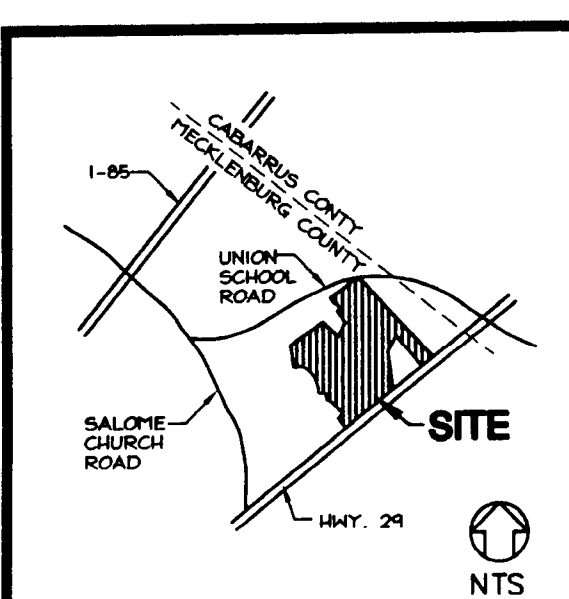 CABARRUS CONTY
MECKLENBURG COUNTY
I-85
UNION
SCHOOL
ROAD
SALOME
CHURCH
ROAD
SITE
HWY. 29
NTS